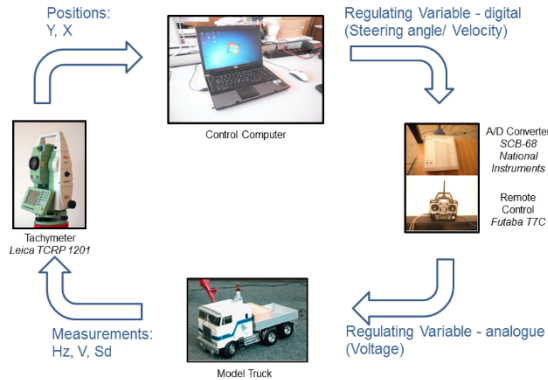 Positions:
Y, X
Regulating Variable - digital
(Steering angle/ Velocity)
Control Computer
A/D Converter
SCB-68
National
Instruments
Remote
Control
Futaba T7C
Tachymeter
Leica TCRP 1201
Measurements:
Hz, V, Sd
Model Truck
Regulating Variable - analogue
(Voltage)